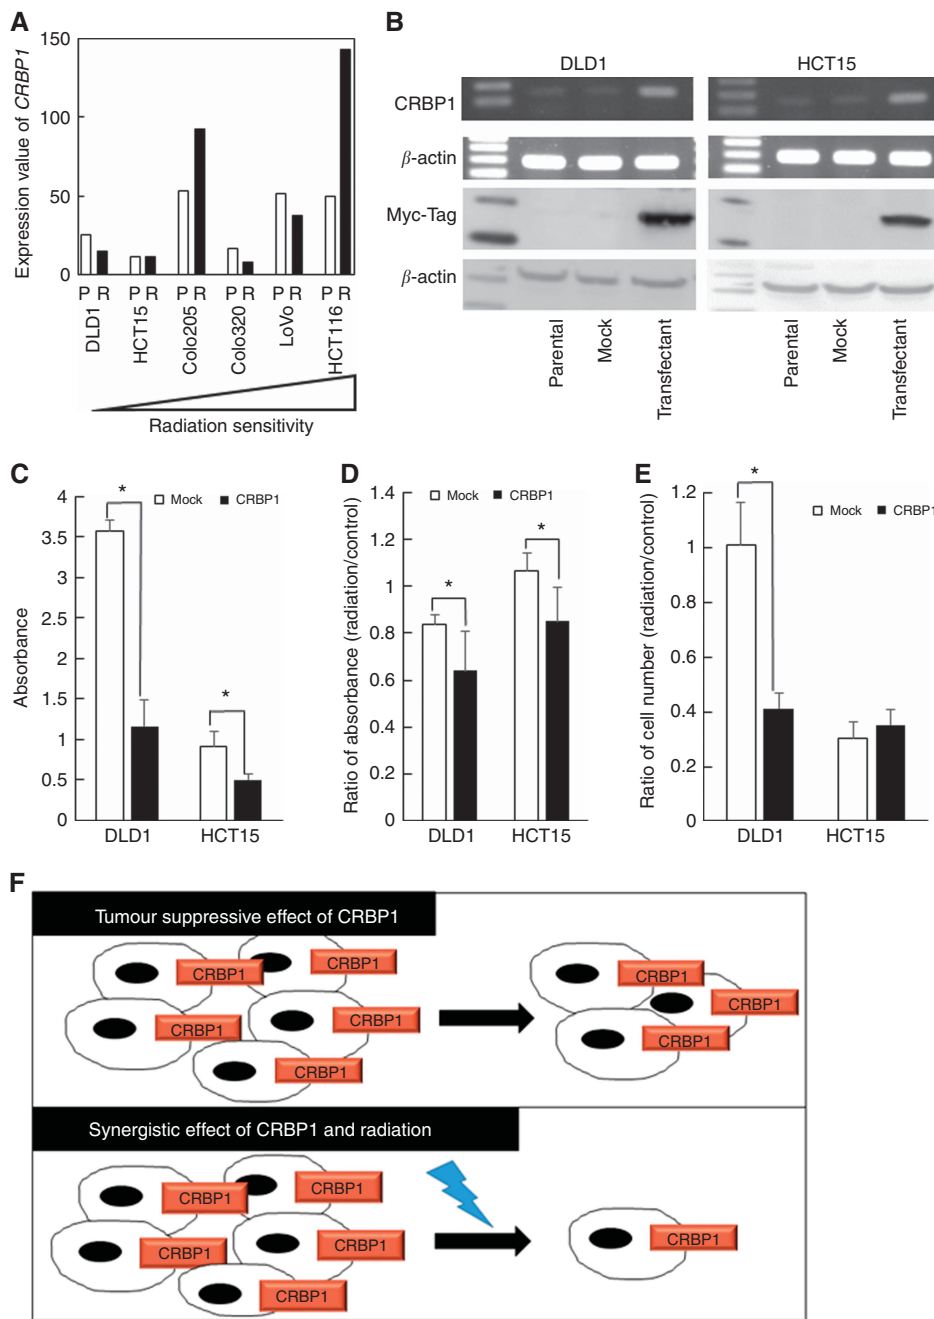 A
Expression value of CRBP1
150
100
50
0
P R P R P R P R P R P R
DLD1
HCT15
Colo205
Colo320
LoVo
HCT116
Radiation sensitivity
B
DLD1
HCT15
CRBP1
β-actin
Myc-Tag
β-actin
Parental
Mock
Transfectant
Parental
Mock
Transfectant
C
Absorbance
4
3.5
3
2.5
2
1.5
1
0.5
0
Mock
CRBP1
*
*
DLD1
HCT15
D
Ratio of absorbance (radiation/control)
1.4
1.2
1
0.8
0.6
0.4
0.2
0
Mock
CRBP1
*
*
DLD1
HCT15
E
Ratio of cell number (radiation/control)
1.2
1
0.8
0.6
0.4
0.2
0
Mock
CRBP1
*
DLD1
HCT15
F
Tumour suppressive effect of CRBP1
CRBP1
CRBP1
CRBP1
CRBP1
CRBP1
CRBP1
CRBP1
CRBP1
Synergistic effect of CRBP1 and radiation
CRBP1
CRBP1
CRBP1
CRBP1
CRBP1
CRBP1